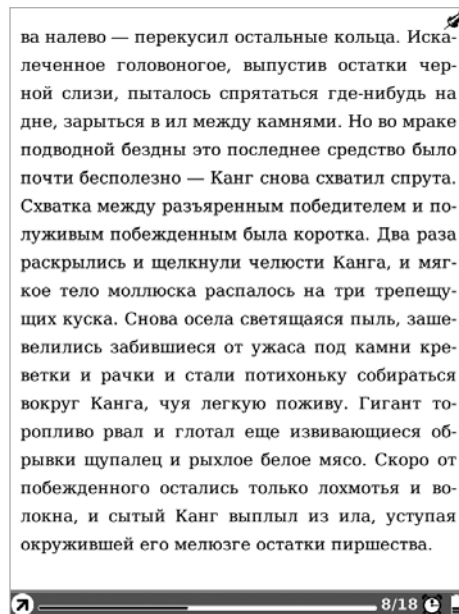 ва налево — перекусил остальные кольца. Иска-
леченное головоногое, выпустив остатки чер-
ной слизи, пыталось спрятаться где-нибудь на
дне, зарыться в ил между камнями. Но во мраке
подводной бездны это последнее средство было
почти бесполезно — Канг снова схватил спрута.
Схватка между разъяренным победителем и по-
луживым побежденным была коротка. Два раза
раскрылись и щелкнули челюсти Канга, и мяг-
кое тело моллюска распалось на три трепещу-
щих куска. Снова осела светящаяся пыль, заше-
велились забившиеся от ужаса под камни кре-
ветки и рачки и стали потихоньку собираться
вокруг Канга, чуя легкую поживу. Гигант то-
ропливо рвал и глотал еще извивающиеся об-
рывки щупалец и рыхлое белое мясо. Скоро от
побежденного остались только лохмотья и во-
локна, и сытый Канг выплыл из ила, уступая
окружившей его мелюзге остатки пиршества.
8/18